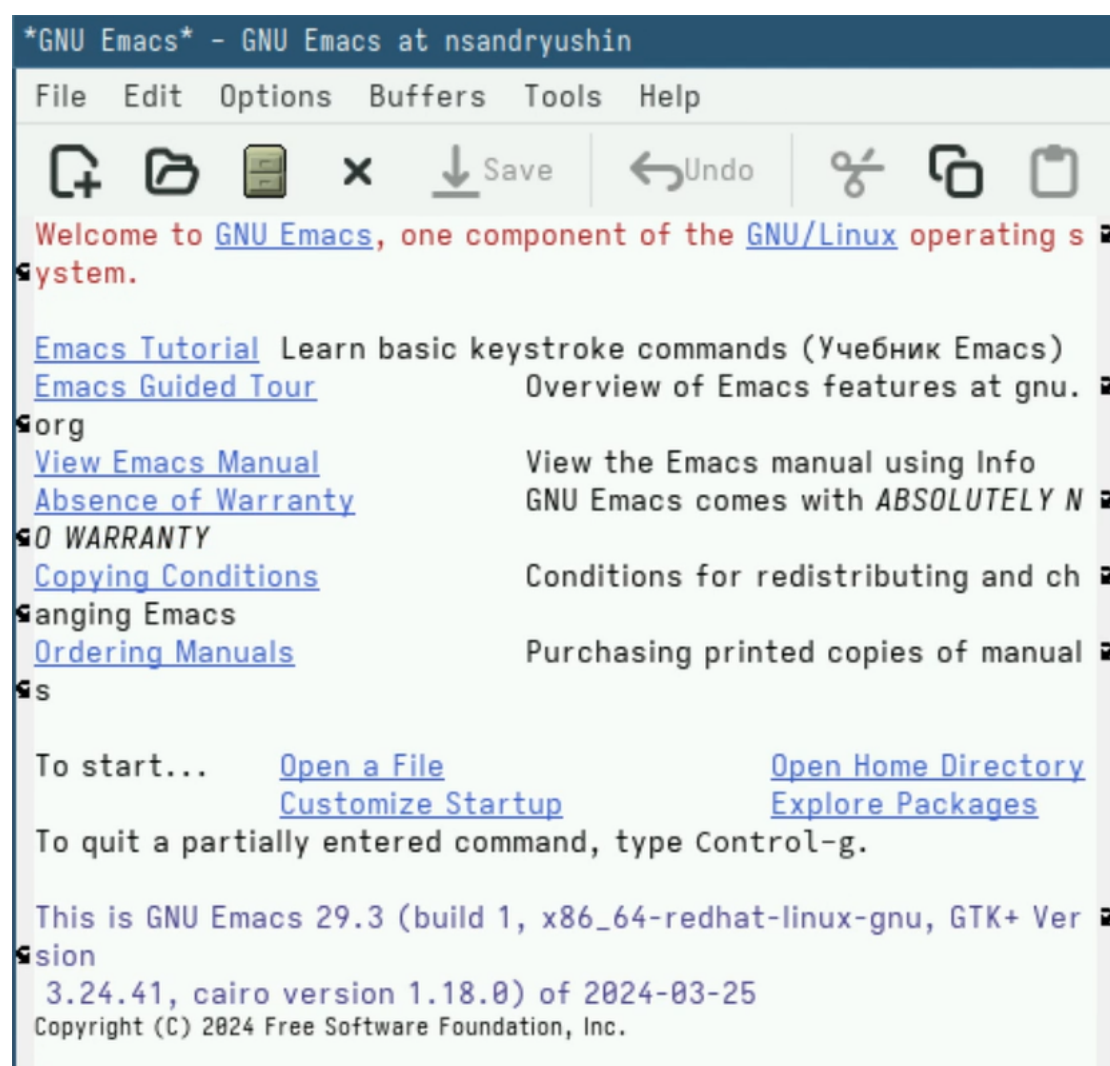 *GNU Emacs* – GNU Emacs at nsandryushin
File Edit Options Buffers Tools Help
Save Undo
Welcome to GNU Emacs, one component of the GNU/Linux operating s
ystem.
Emacs Tutorial Learn basic keystroke commands (Учебник Emacs)
Emacs Guided Tour Overview of Emacs features at gnu.
org
View Emacs Manual View the Emacs manual using Info
Absence of Warranty GNU Emacs comes with ABSOLUTELY N
O WARRANTY
Copying Conditions Conditions for redistributing and ch
anging Emacs
Ordering Manuals Purchasing printed copies of manual
s
To start... Open a File Open Home Directory
Customize Startup Explore Packages
To quit a partially entered command, type Control-g.
This is GNU Emacs 29.3 (build 1, x86_64-redhat-linux-gnu, GTK+ Ver
sion
3.24.41, cairo version 1.18.0) of 2024-03-25
Copyright (C) 2024 Free Software Foundation, Inc.